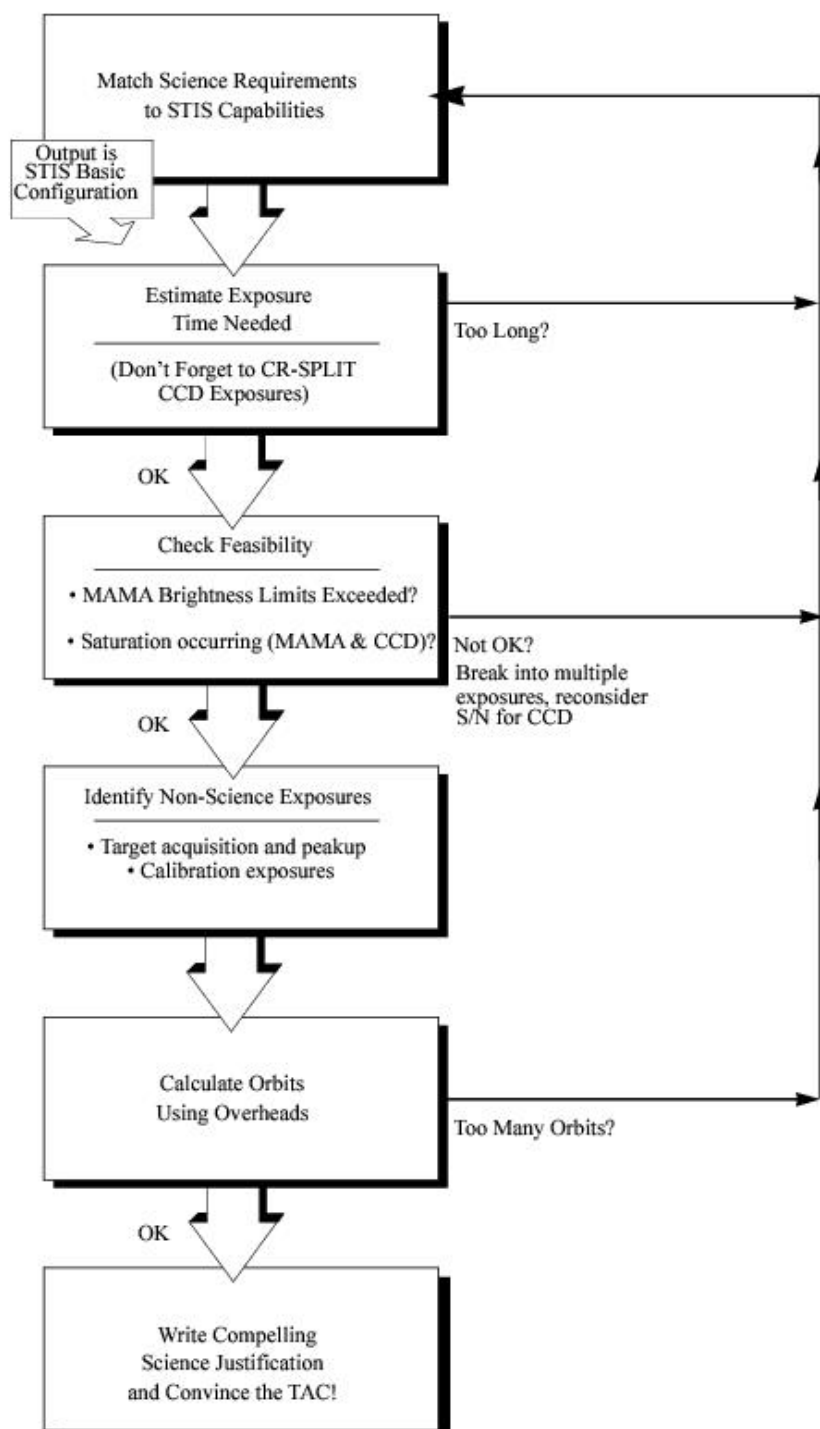 Match Science Requirements
to STIS Capabilities
Output is
STIS Basic
Configuration
Estimate Exposure
Time Needed
(Don't Forget to CR-SPLIT
CCD Exposures)
Too Long?
OK
Check Feasibility
• MAMA Brightness Limits Exceeded?
• Saturation occurring (MAMA & CCD)?
Not OK?
Break into multiple
exposures, reconsider
S/N for CCD
OK
Identify Non-Science Exposures
• Target acquisition and peakup
• Calibration exposures
Calculate Orbits
Using Overheads
Too Many Orbits?
OK
Write Compelling
Science Justification
and Convince the TAC!